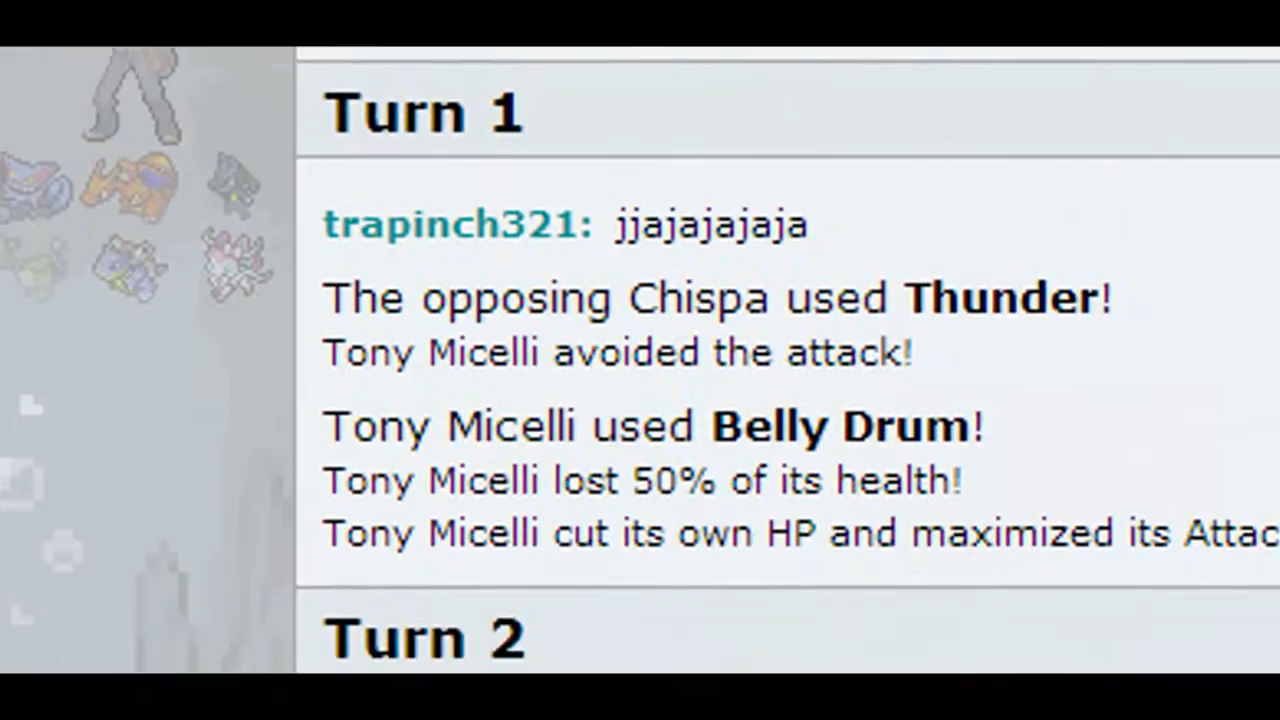 Turn 1
trapinch321: jjajajajaja
The opposing Chispa used Thunder!
Tony Micelli avoided the attack!
Tony Micelli used Belly Drum!
Tony Micelli lost 50% of its health!
Tony Micelli cut its own HP and maximized its Attac
Turn 2